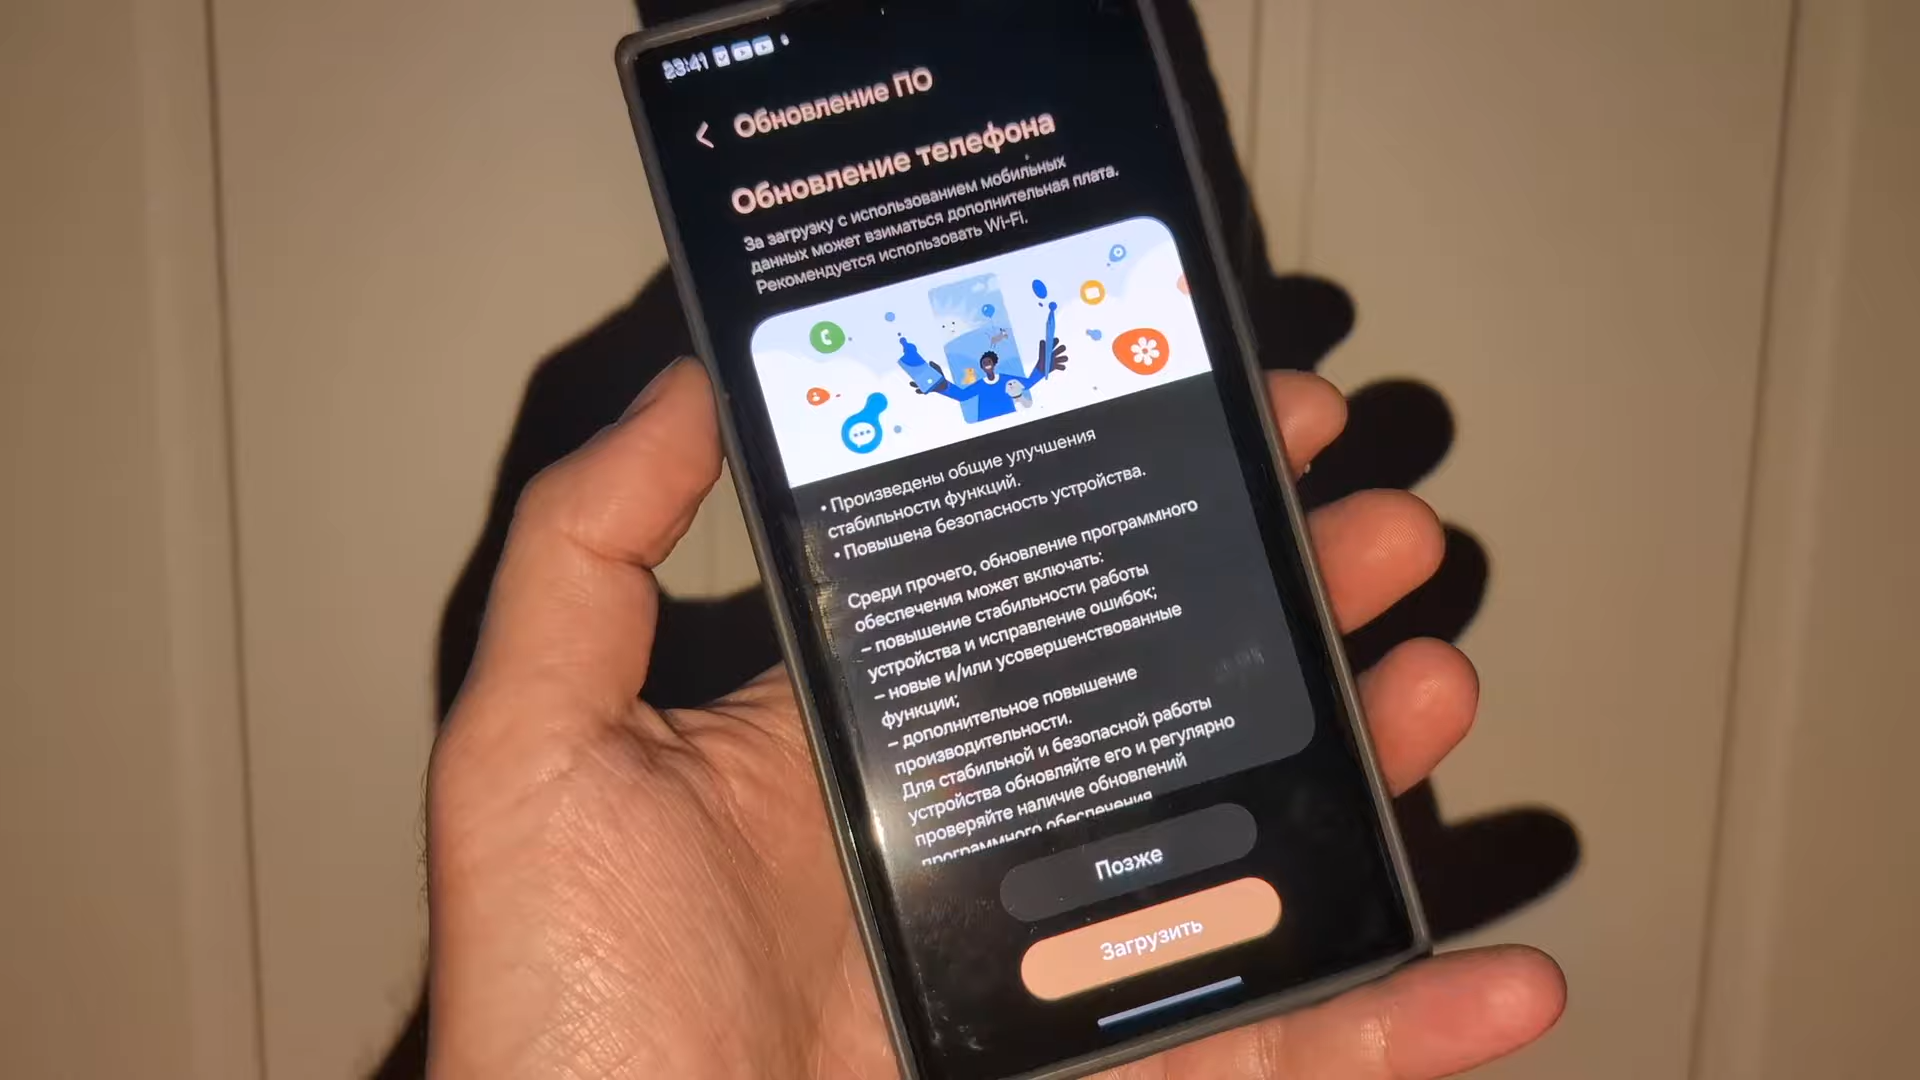 23:41
Обновление ПО
Обновление телефона
За загрузку с использованием мобильных
данных может взиматься дополнительная плата.
Рекомендуется использовать Wi-Fi.
• Произведены общие улучшения
стабильности функций.
• Повышена безопасность устройства.
Среди прочего, обновление программного
обеспечения может включать:
– повышение стабильности работы
устройства и исправление ошибок;
– новые и/или усовершенствованные
функции;
– дополнительное повышение
производительности.
Для стабильной и безопасной работы
устройства обновляйте его и регулярно
проверяйте наличие обновлений
программного обеспечения
Позже
Загрузить